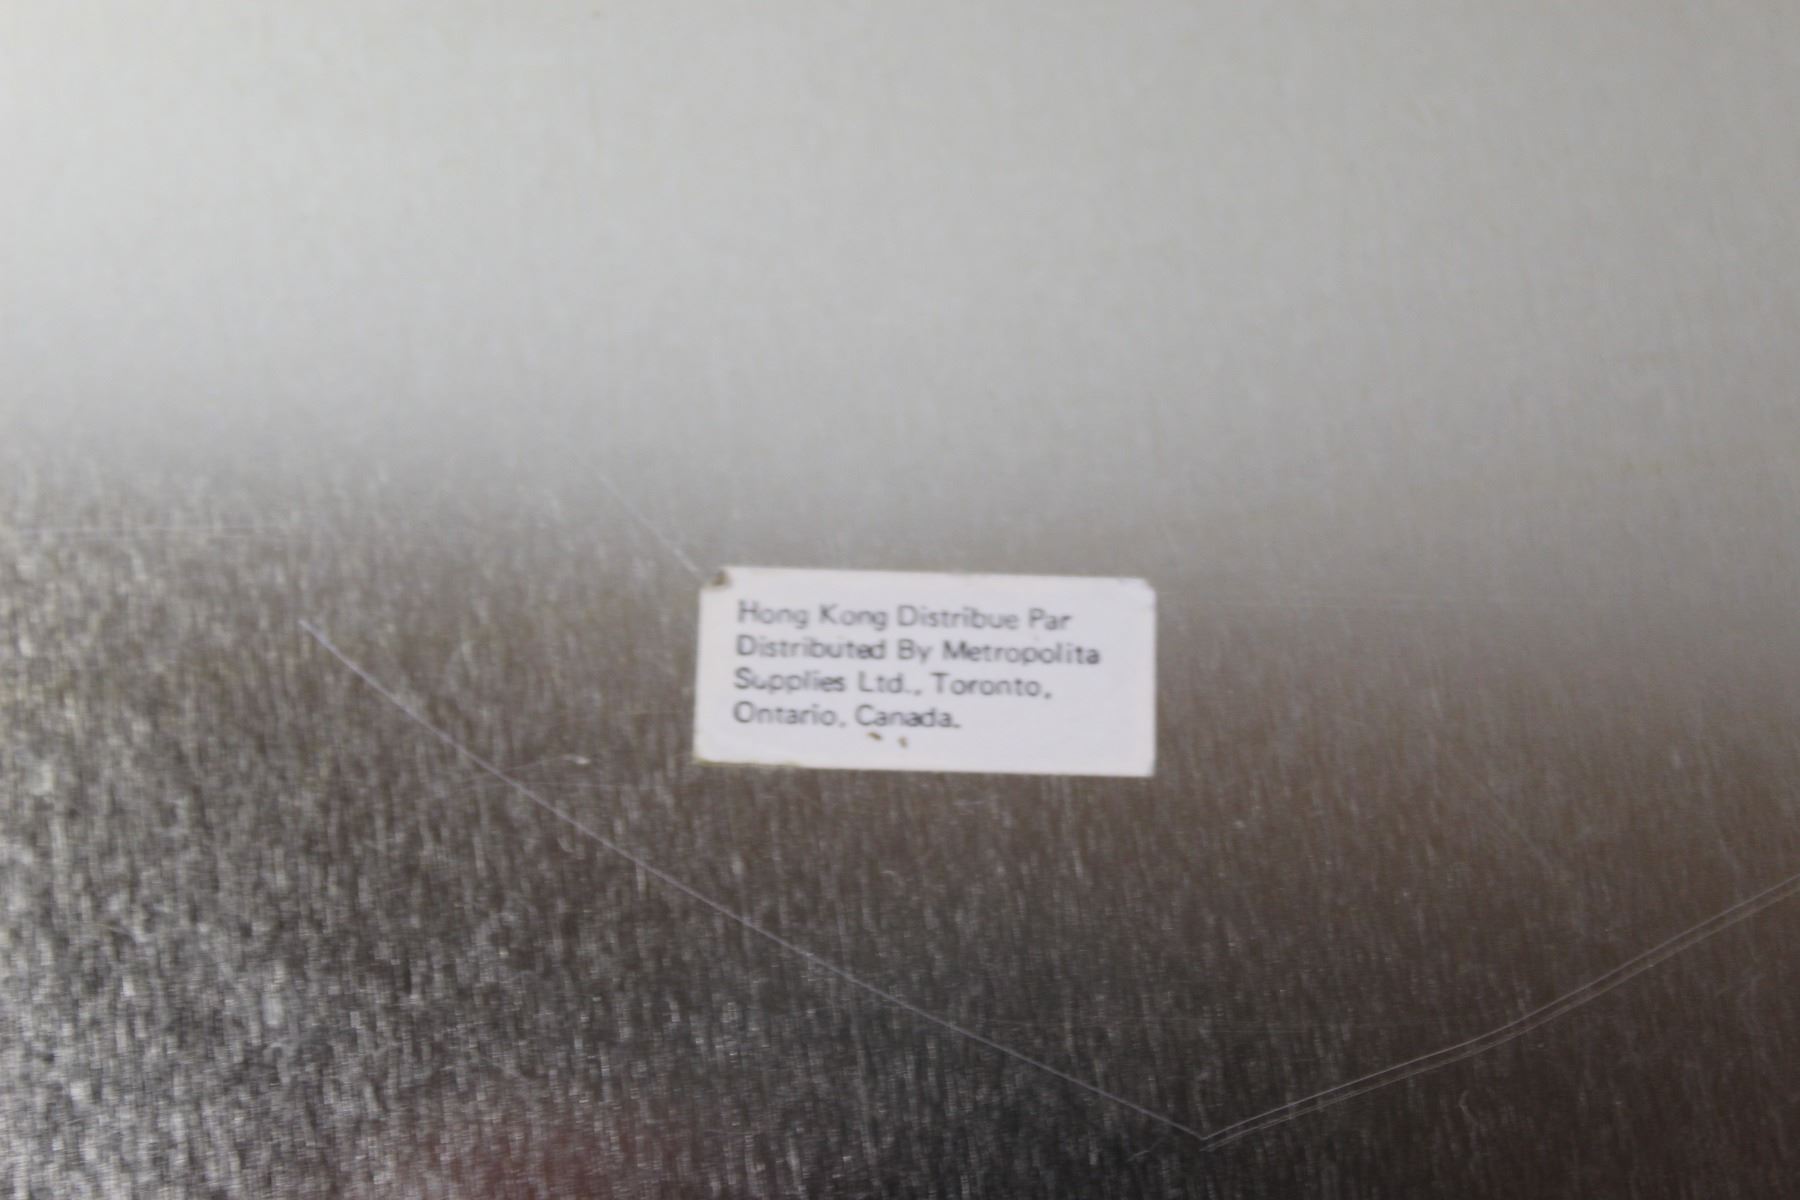 Hong Kong Distribue Par
Distributed By Metropolita
Supplies Ltd., Toronto,
Ontario, Canada.